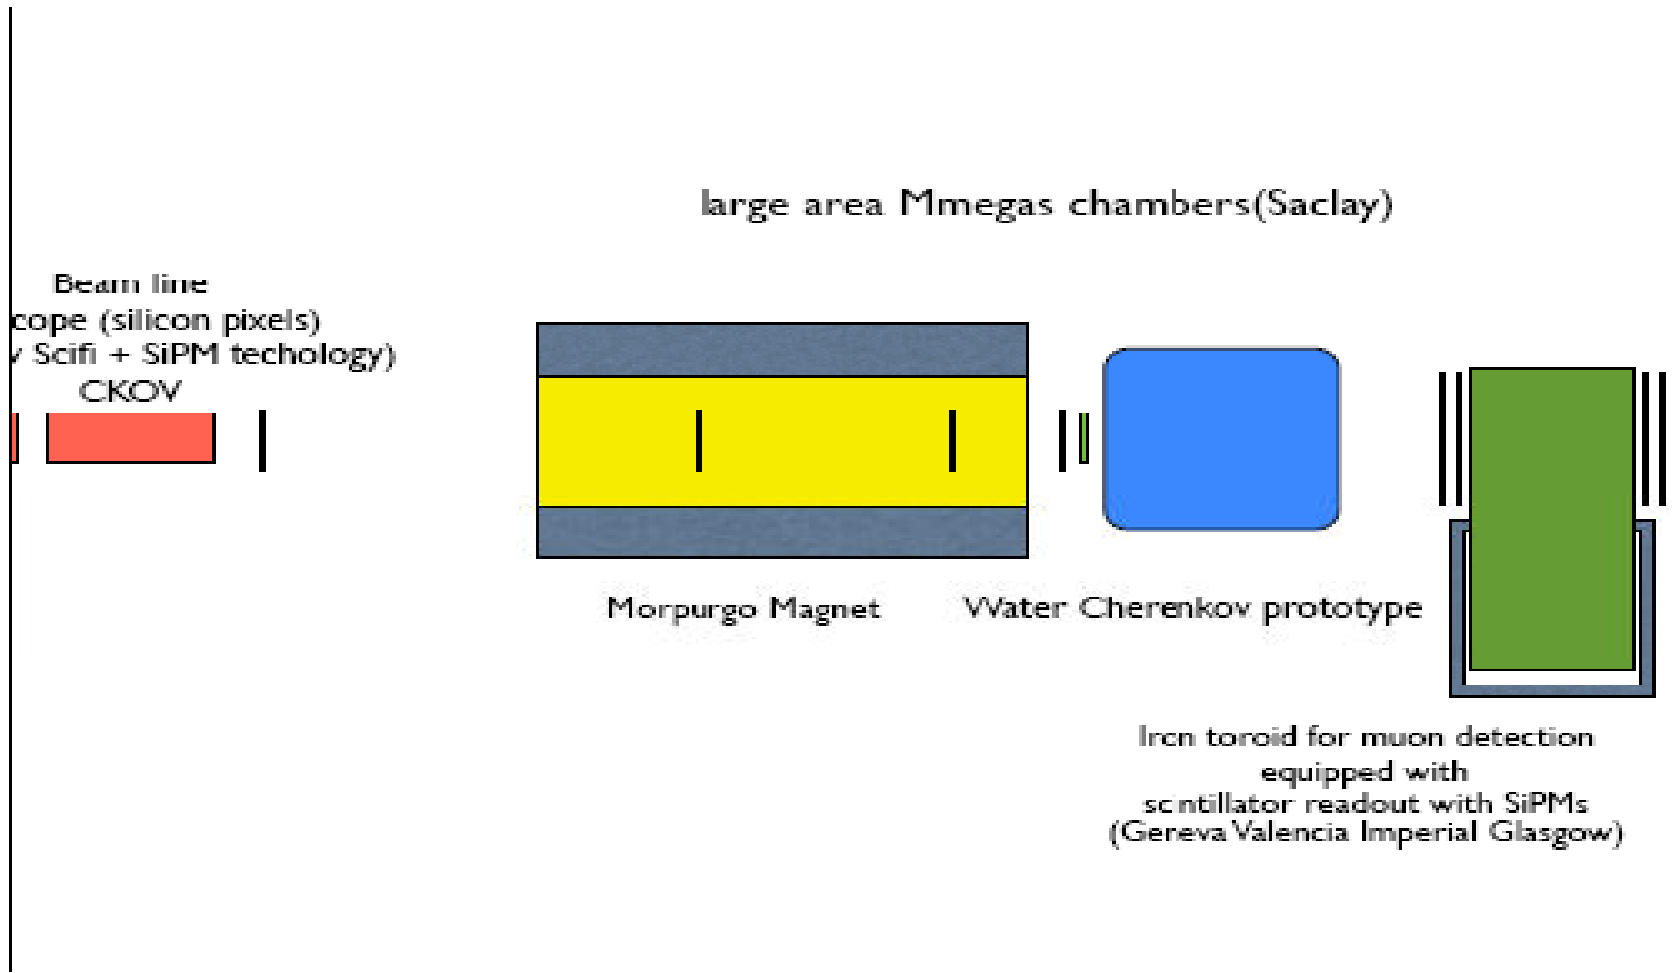 large area Mmegas chambers(Saclay)
Beam line
cope (silicon pixels)
v Scifi + SiPM techology)
CKOV
Morpurgo Magnet
Water Cherenkov prototype
Iron toroid for muon detection
equipped with
scintillator readout with SiPMs
(Geneva Valencia Imperial Glasgow)